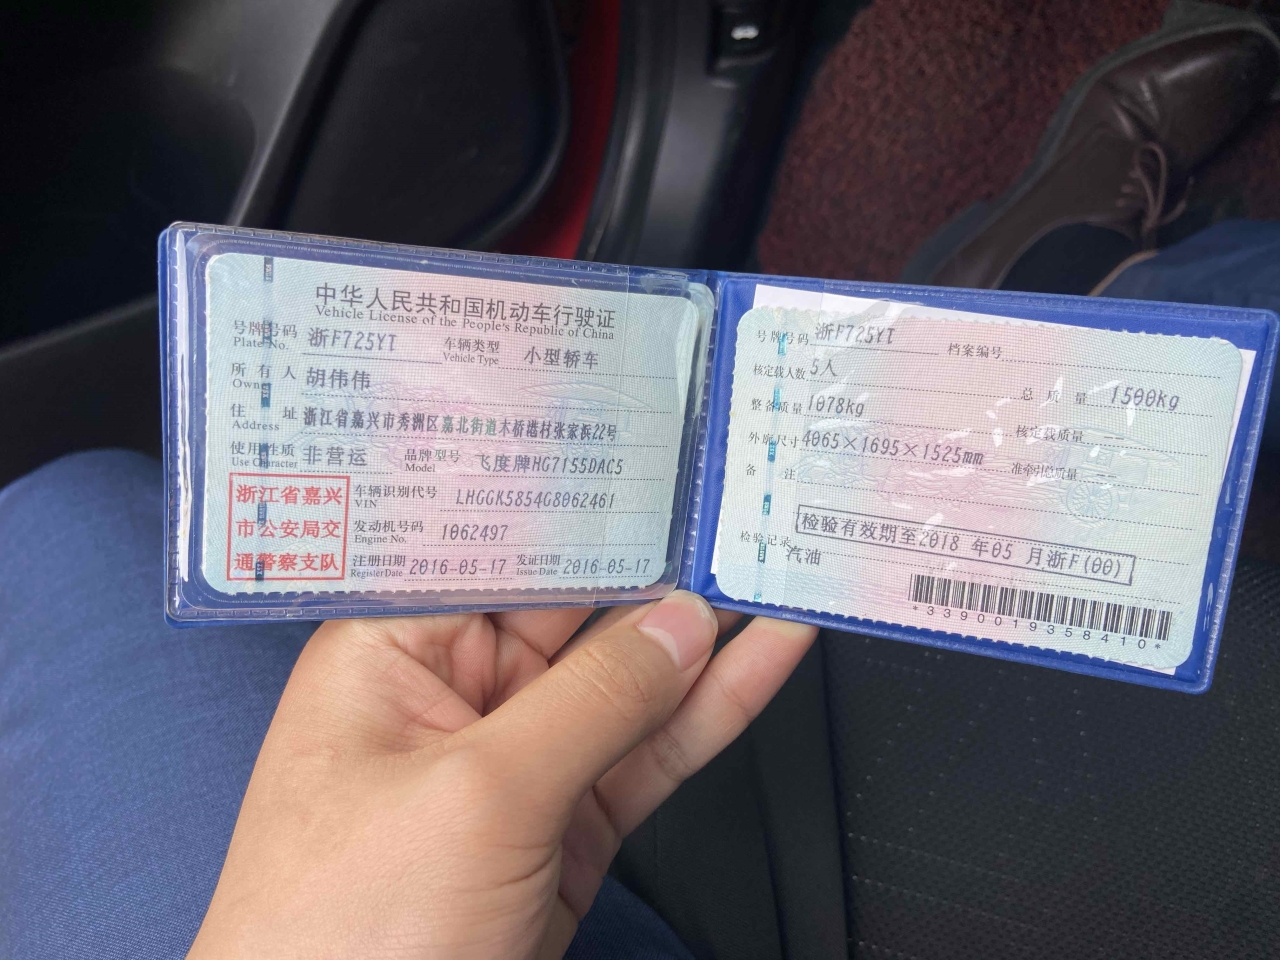 中华人民共和国机动车行驶证
Vehicle License of the People's Republic of China
号牌号码 浙F725YT 车辆类型 小型轿车
Plate No. Vehicle Type
所有人 胡伟伟
Owner
住址 浙江省嘉兴市秀洲区嘉北街道木桥港村张家浜22号
Address
使用性质 非营运 品牌型号 飞度牌HG7155DAC5
Use Character Model
浙江省嘉兴
市公安局交
通警察支队
车辆识别代号 LHGGK5854G8062461
VIN
发动机号码 1062497
Engine No.
注册日期 2016-05-17 发证日期 2016-05-17
Register Date Issue Date
号牌号码 浙F725YT 档案编号
核定载人数 5人 总质量 1500kg
整备质量 1078kg 核定载质量 --
外廓尺寸 4065×1695×1525mm 准牵引总质量 --
备注
检验有效期至2018 年05 月浙F(00)
检验记录 汽油
*3390019358410*